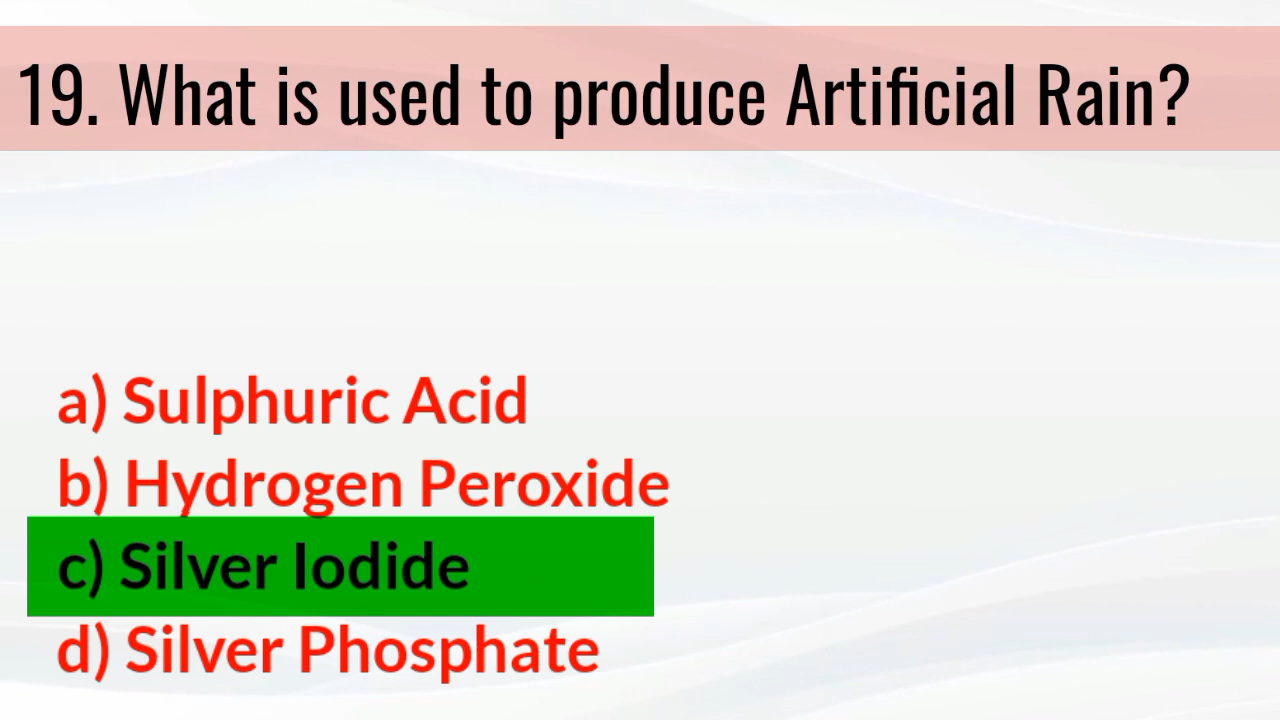 19. What is used to produce Artificial Rain?
a) Sulphuric Acid
b) Hydrogen Peroxide
c) Silver Iodide
d) Silver Phosphate